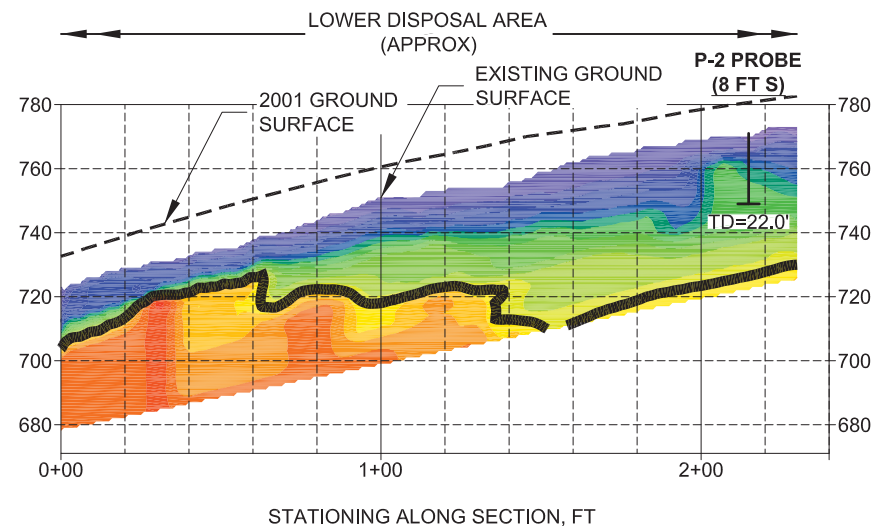 LOWER DISPOSAL AREA
(APPROX)
P-2 PROBE
(8 FT S)
EXISTING GROUND
SURFACE
2001 GROUND
SURFACE
780
780
760
760
740
740
TD=22.0'
720
720
700
700
680
680
0+00
1+00
2+00
STATIONING ALONG SECTION, FT